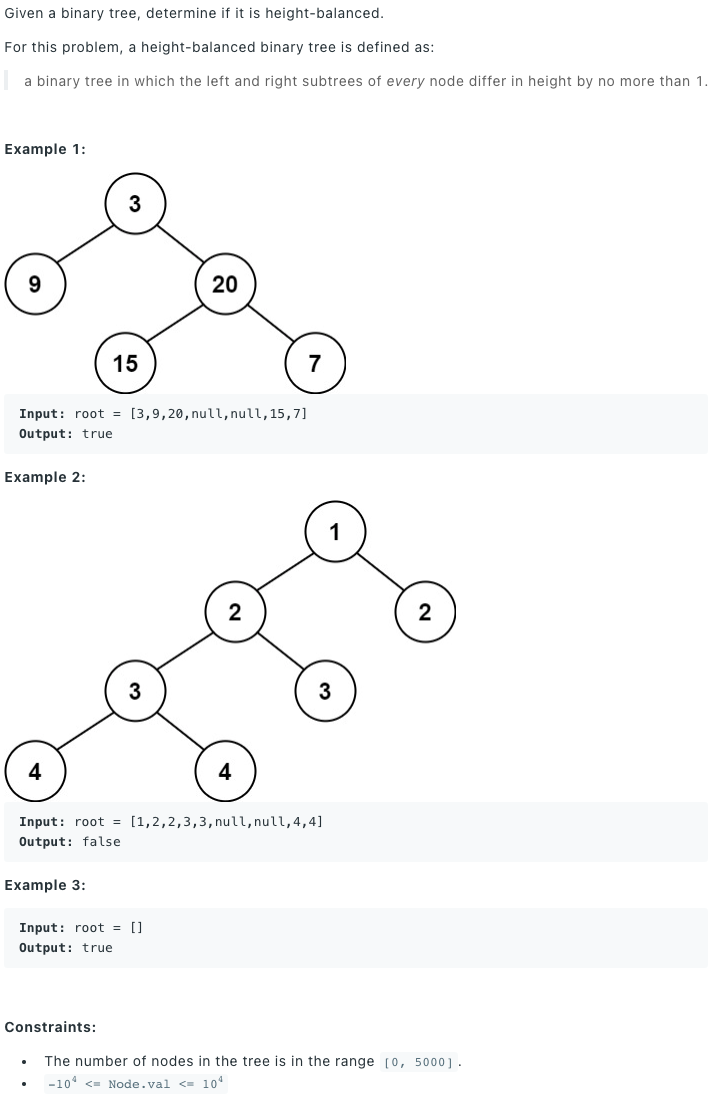 Given a binary tree, determine if it is height-balanced.
For this problem, a height-balanced binary tree is defined as:
a binary tree in which the left and right subtrees of every node differ in height by no more than 1.
Example 1:
3
9 20
15 7
Input: root = [3,9,20,null,null,15,7]
Output: true
Example 2:
1
2 2
3 3
4 4
Input: root = [1,2,2,3,3,null,null,4,4]
Output: false
Example 3:
Input: root = []
Output: true
Constraints:
• The number of nodes in the tree is in the range [0, 5000].
• -10⁴ <= Node.val <= 10⁴